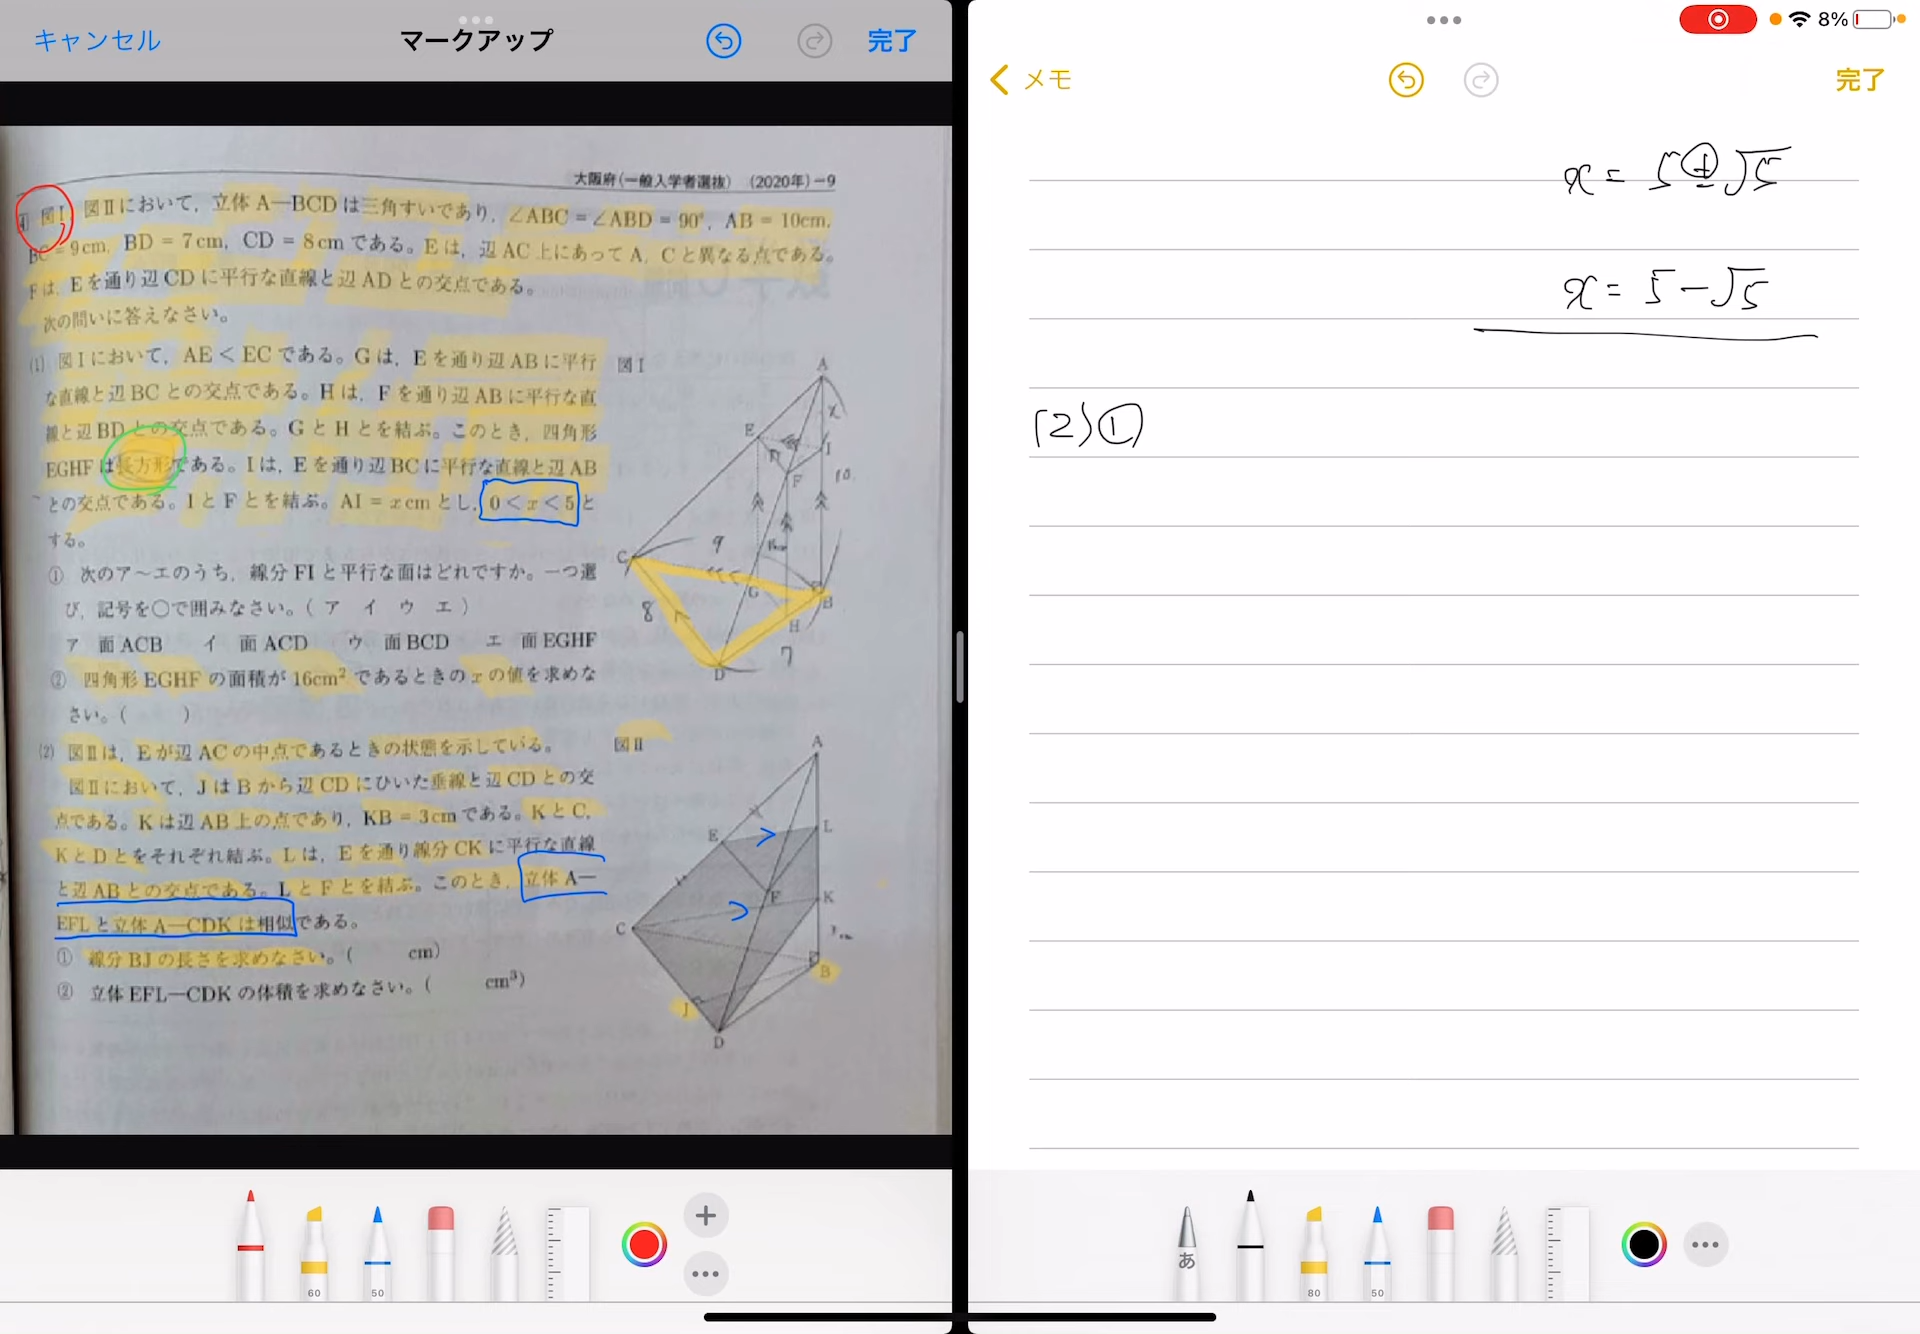 キャンセル
マークアップ
完了
大阪府(一般入学者選抜) (2020年)-9
4 図I,図IIにおいて,立体A—BCDは三角すいであり,∠ABC = ∠ABD = 90°, AB = 10cm,
BC = 9cm, BD = 7cm, CD = 8cmである。Eは,辺AC上にあってA,Cと異なる点である。
Fは,Eを通り辺CDに平行な直線と辺ADとの交点である。
次の問いに答えなさい。
(1) 図Iにおいて,AE < ECである。Gは,Eを通り辺ABに平行
な直線と辺BCとの交点である。Hは,Fを通り辺ABに平行な直
線と辺BDとの交点である。GとHとを結ぶ。このとき,四角形
EGHFは長方形である。Iは,Eを通り辺BCに平行な直線と辺AB
との交点である。IとFとを結ぶ。AI = x cmとし, 0 < x < 5と
する。
① 次のア〜エのうち,線分FIと平行な面はどれですか。一つ選
び,記号を○で囲みなさい。( ア イ ウ エ )
ア 面ACB イ 面ACD ウ 面BCD エ 面EGHF
② 四角形EGHFの面積が16cm²であるときのxの値を求めな
さい。( )
図I
A
x
E
I
F
10
C
9
G
B
8
H
7
D
(2) 図IIは,Eが辺ACの中点であるときの状態を示している。
図IIにおいて,JはBから辺CDにひいた垂線と辺CDとの交
点である。Kは辺AB上の点であり,KB = 3cmである。KとC,
KとDとをそれぞれ結ぶ。Lは,Eを通り線分CKに平行な直線
と辺ABとの交点である。LとFとを結ぶ。このとき,立体A—
EFLと立体A—CDKは相似である。
① 線分BJの長さを求めなさい。( cm)
② 立体EFL—CDKの体積を求めなさい。( cm³)
図II
A
L
E
F
K
C
B
J
D
60
50
8%
メモ
完了
x = 5±√5
x = 5-√5
(2)①
あ
80
50